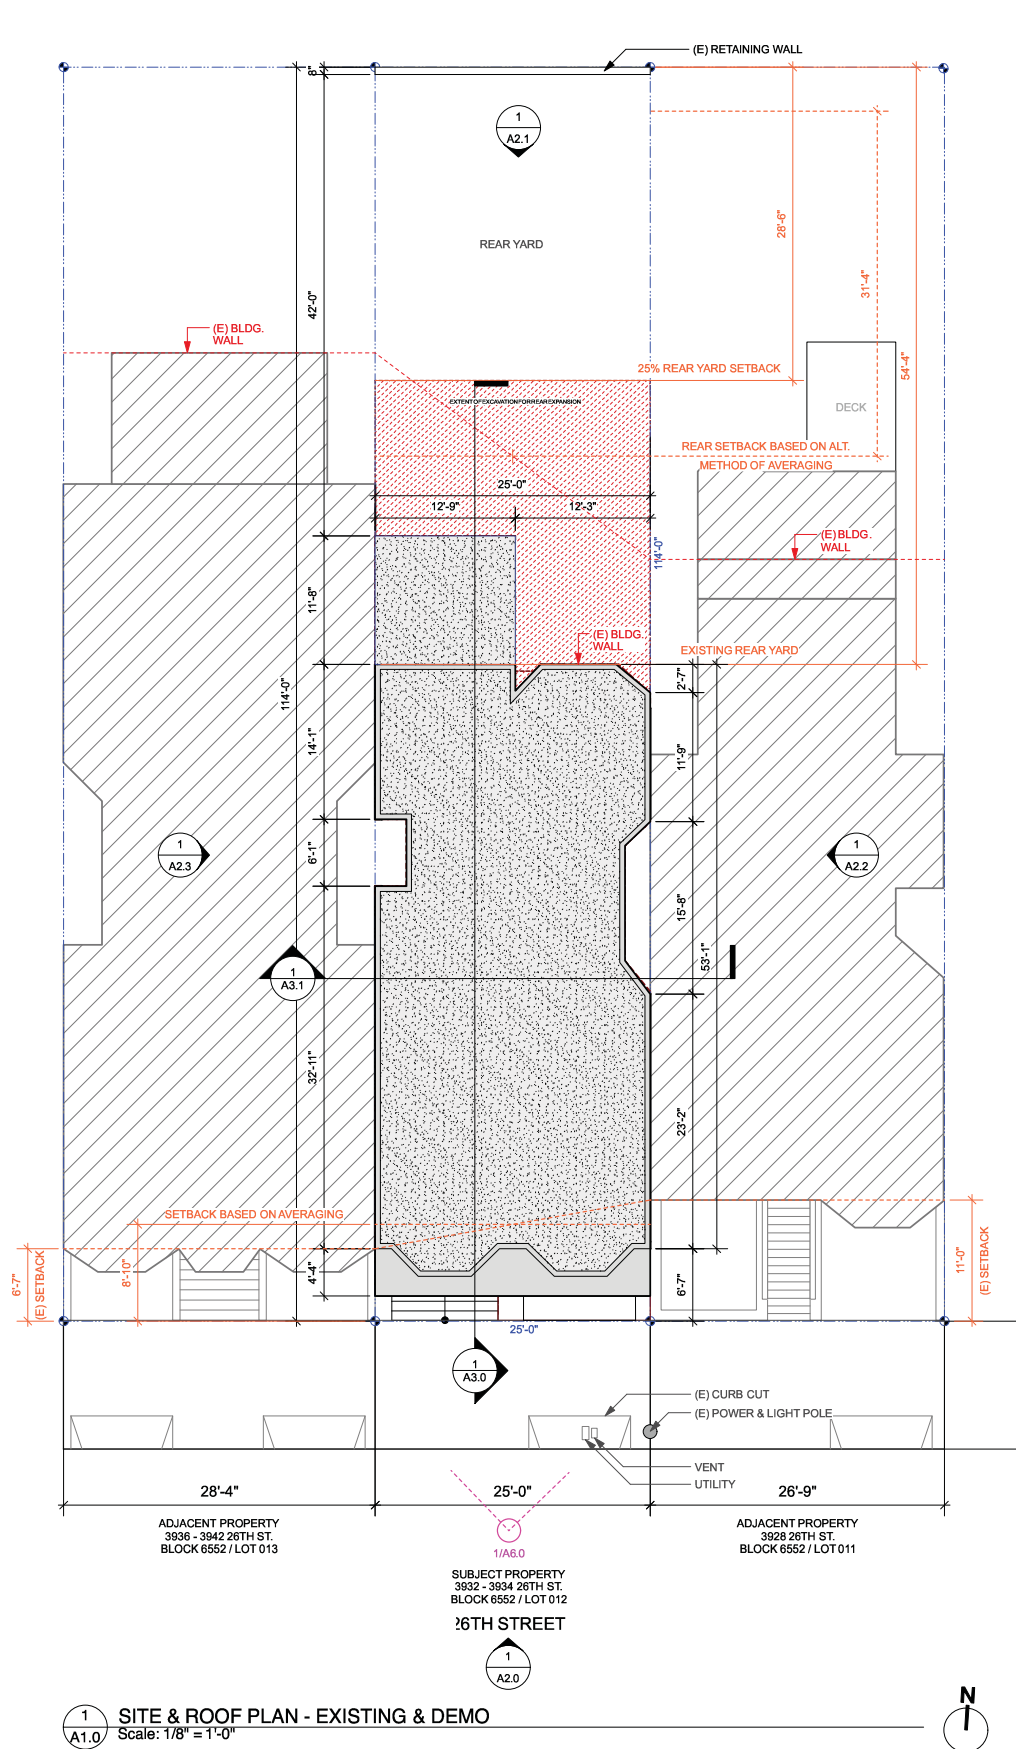 (E) RETAINING WALL
8"
1
A2.1
REAR YARD
28'-6"
31'-4"
54'-4"
42'-0"
(E) BLDG.
WALL
25% REAR YARD SETBACK
EXTENT OF EXCAVATION FOR REAR EXPANSION
DECK
REAR SETBACK BASED ON ALT.
METHOD OF AVERAGING
25'-0"
12'-9"
12'-3"
(E) BLDG.
WALL
114'-0"
11'-8"
(E) BLDG.
WALL
EXISTING REAR YARD
2'-7"
114'-0"
14'-1"
11'-9"
1
A2.3
6'-1"
1
A2.2
15'-8"
53'-1"
1
A3.1
32'-11"
23'-2"
SETBACK BASED ON AVERAGING
6'-7"
(E) SETBACK
8'-10"
4'-4"
6'-7"
11'-0"
(E) SETBACK
25'-0"
1
A3.0
(E) CURB CUT
(E) POWER & LIGHT POLE
VENT
UTILITY
28'-4"
25'-0"
26'-9"
ADJACENT PROPERTY
3936 - 3942 26TH ST.
BLOCK 6552 / LOT 013
ADJACENT PROPERTY
3928 26TH ST.
BLOCK 6552 / LOT 011
1/A6.0
SUBJECT PROPERTY
3932 - 3934 26TH ST.
BLOCK 6552 / LOT 012
26TH STREET
1
A2.0
N
1
A1.0
SITE & ROOF PLAN - EXISTING & DEMO
Scale: 1/8" = 1'-0"